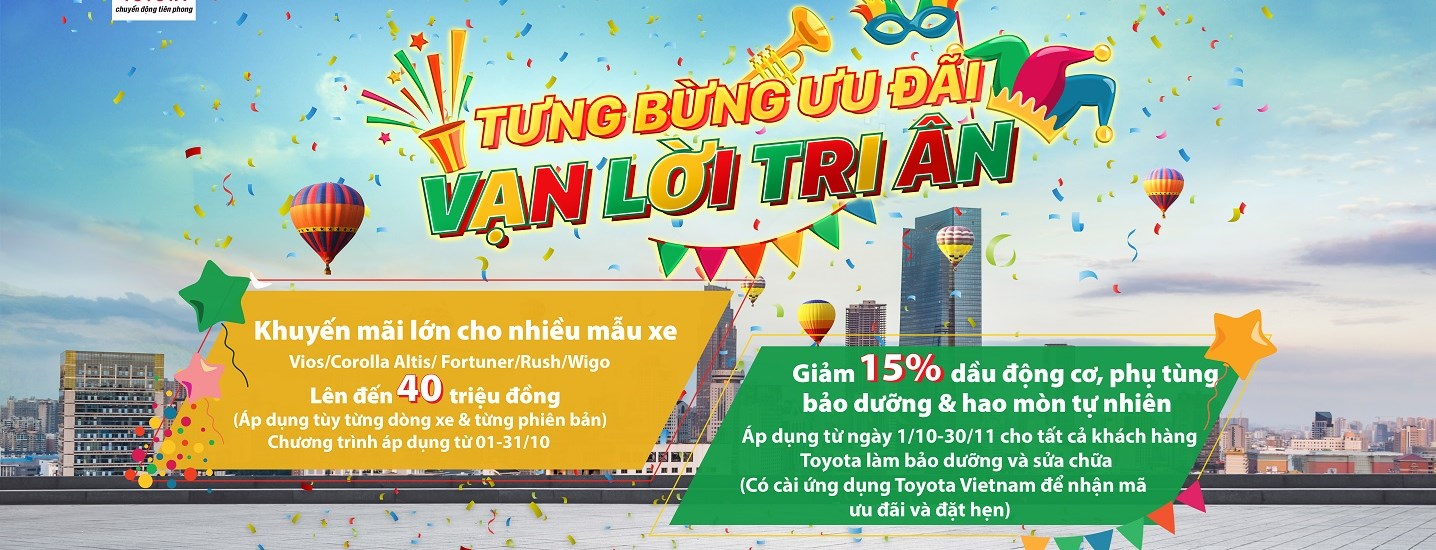 chuyển động tiên phong
TƯNG BỪNG ƯU ĐÃI
VẠN LỜI TRI ÂN
Khuyến mãi lớn cho nhiều mẫu xe
Vios/Corolla Altis/ Fortuner/Rush/Wigo
Lên đến 40 triệu đồng
(Áp dụng tùy từng dòng xe & từng phiên bản)
Chương trình áp dụng từ 01-31/10
Giảm 15% dầu động cơ, phụ tùng
bảo dưỡng & hao mòn tự nhiên
Áp dụng từ ngày 1/10-30/11 cho tất cả khách hàng
Toyota làm bảo dưỡng và sửa chữa
(Có cài ứng dụng Toyota Vietnam để nhận mã
ưu đãi và đặt hẹn)